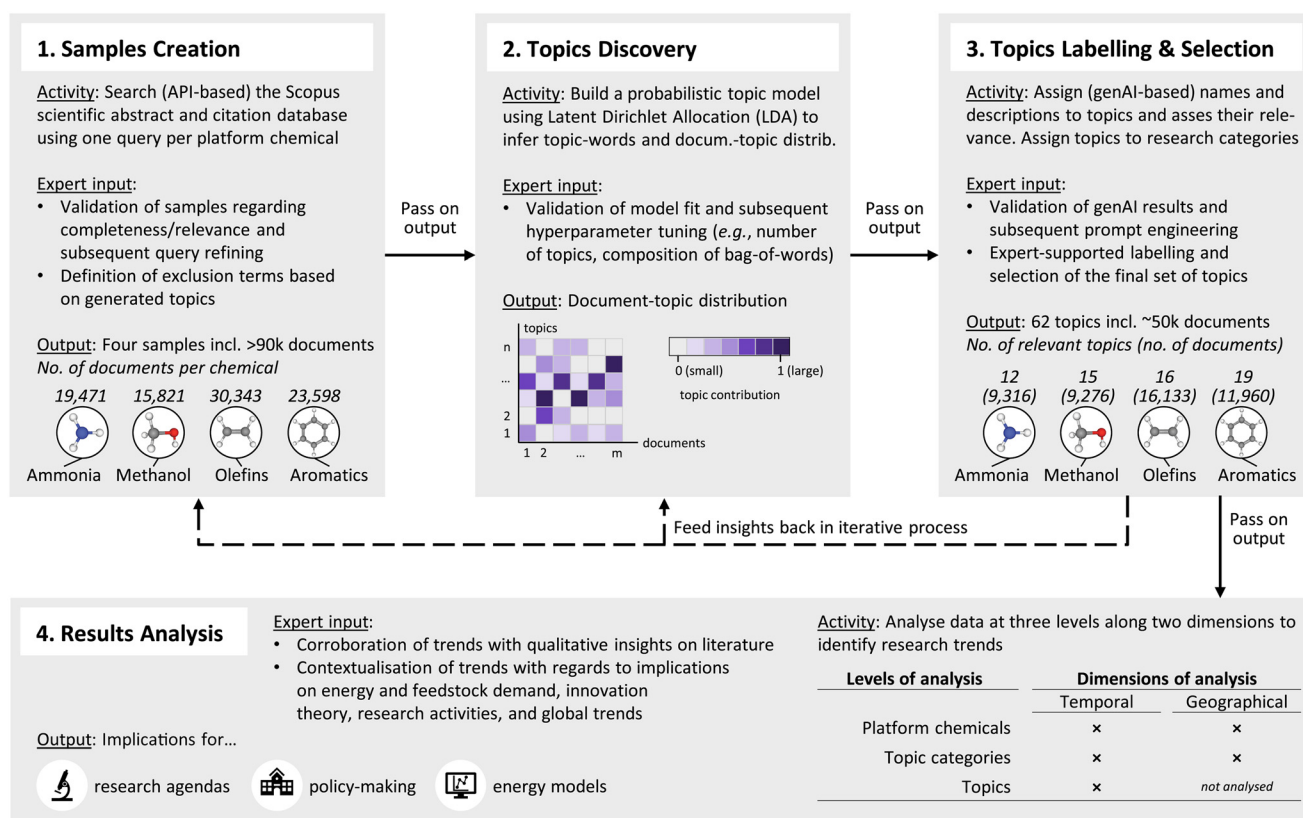 1. Samples Creation
Activity: Search (API-based) the Scopus
scientific abstract and citation database
using one query per platform chemical
Expert input:
• Validation of samples regarding
completeness/relevance and
subsequent query refining
• Definition of exclusion terms based
on generated topics
Output: Four samples incl. >90k documents
No. of documents per chemical
19,471 15,821 30,343 23,598
Ammonia Methanol Olefins Aromatics
Pass on
output
2. Topics Discovery
Activity: Build a probabilistic topic model
using Latent Dirichlet Allocation (LDA) to
infer topic-words and docum.-topic distrib.
Expert input:
• Validation of model fit and subsequent
hyperparameter tuning (e.g., number
of topics, composition of bag-of-words)
Output: Document-topic distribution
topics
n
...
2
1
1 2 ... m
documents
0 (small) 1 (large)
topic contribution
Pass on
output
3. Topics Labelling & Selection
Activity: Assign (genAI-based) names and
descriptions to topics and asses their rele-
vance. Assign topics to research categories
Expert input:
• Validation of genAI results and
subsequent prompt engineering
• Expert-supported labelling and
selection of the final set of topics
Output: 62 topics incl. ~50k documents
No. of relevant topics (no. of documents)
12 15 16 19
(9,316) (9,276) (16,133) (11,960)
Ammonia Methanol Olefins Aromatics
Feed insights back in iterative process
Pass on
output
4. Results Analysis
Expert input:
• Corroboration of trends with qualitative insights on literature
• Contextualisation of trends with regards to implications
on energy and feedstock demand, innovation
theory, research activities, and global trends
Output: Implications for...
research agendas policy-making energy models
Activity: Analyse data at three levels along two dimensions to
identify research trends
Levels of analysis Dimensions of analysis
Temporal Geographical
Platform chemicals × ×
Topic categories × ×
Topics × not analysed